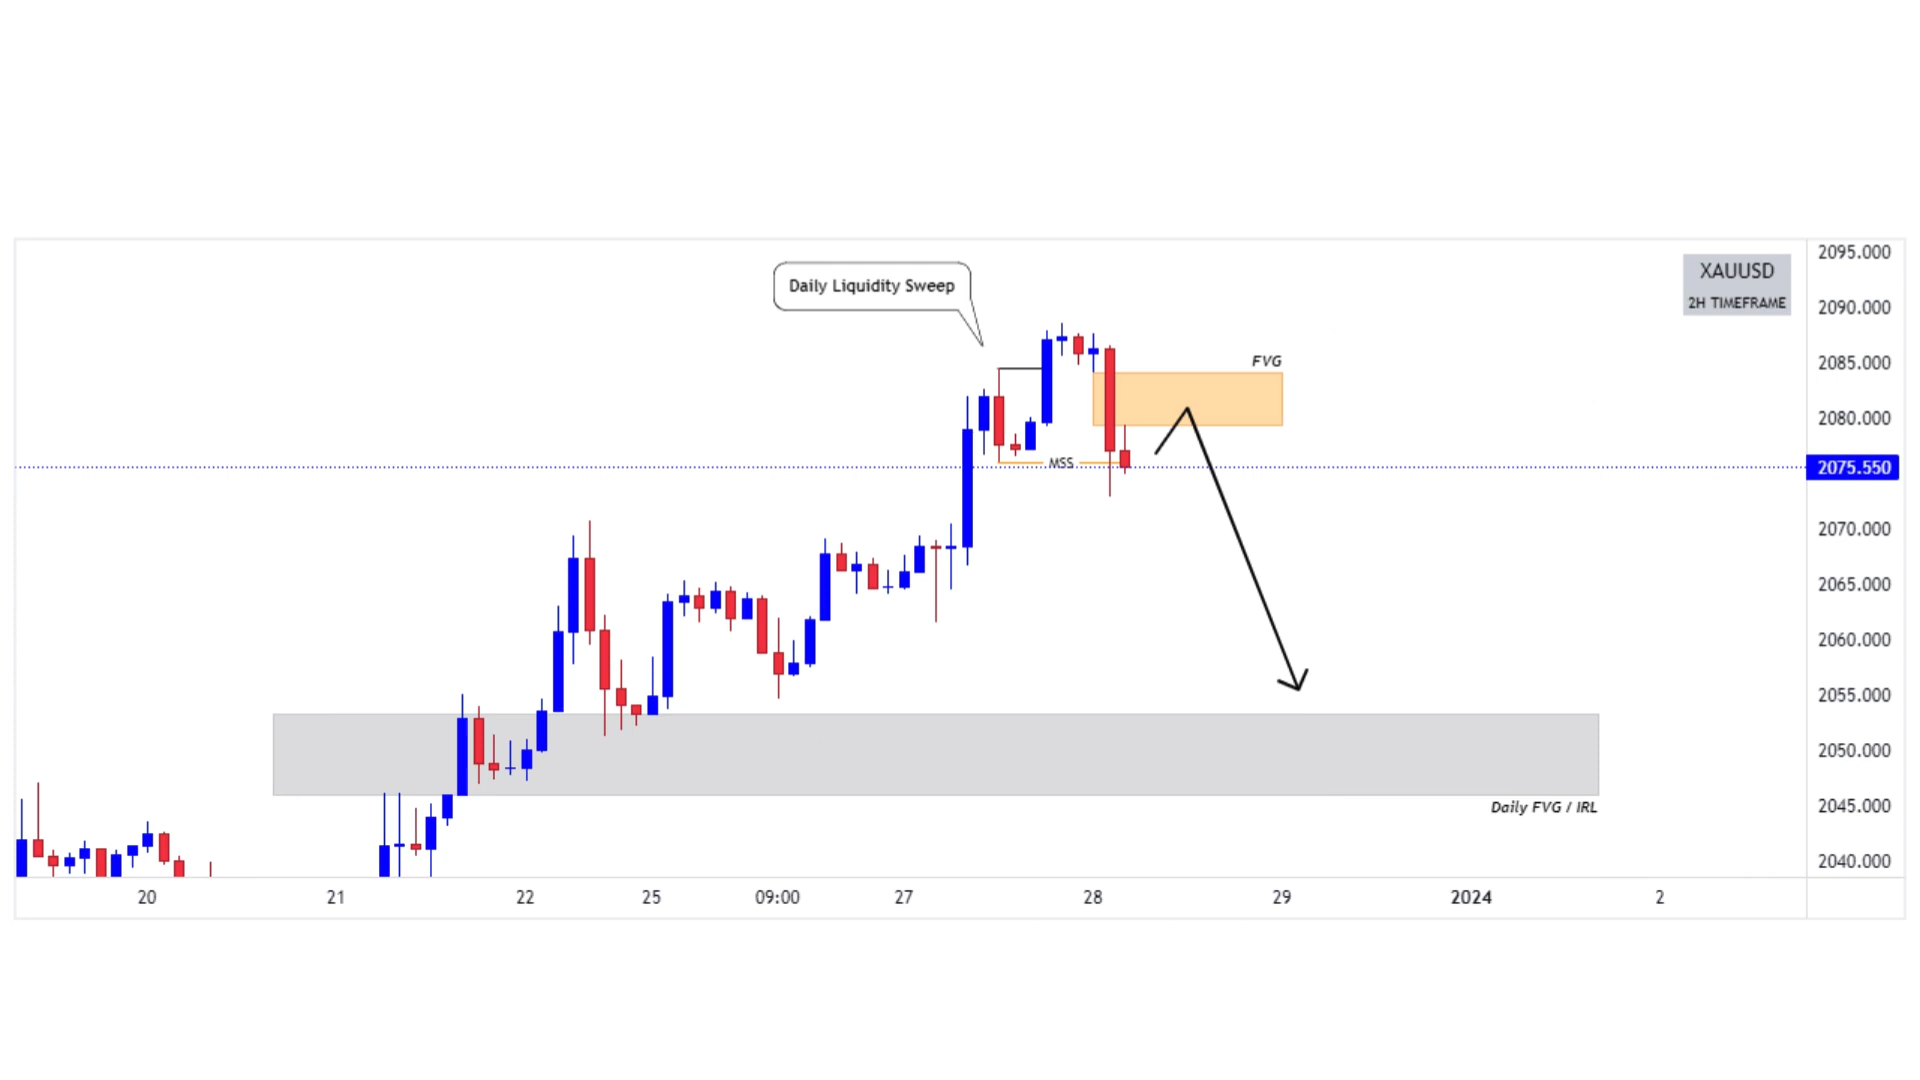 Daily Liquidity Sweep
XAUUSD
2H TIMEFRAME
FVG
MSS
Daily FVG / IRL
2095.000
2090.000
2085.000
2080.000
2075.550
2070.000
2065.000
2060.000
2055.000
2050.000
2045.000
2040.000
20 21 22 25 09:00 27 28 29 2024 2